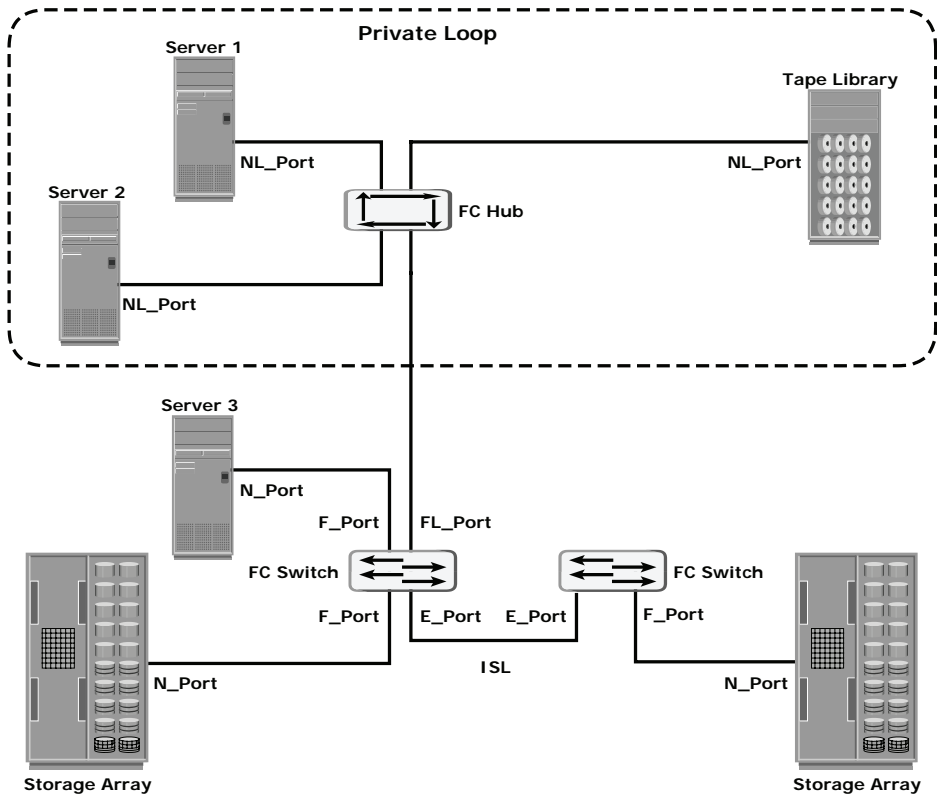 Private Loop
Server 1
Tape Library
NL_Port
NL_Port
Server 2
FC Hub
NL_Port
Server 3
N_Port
F_Port
FL_Port
FC Switch
FC Switch
F_Port
E_Port
E_Port
F_Port
ISL
N_Port
N_Port
Storage Array
Storage Array